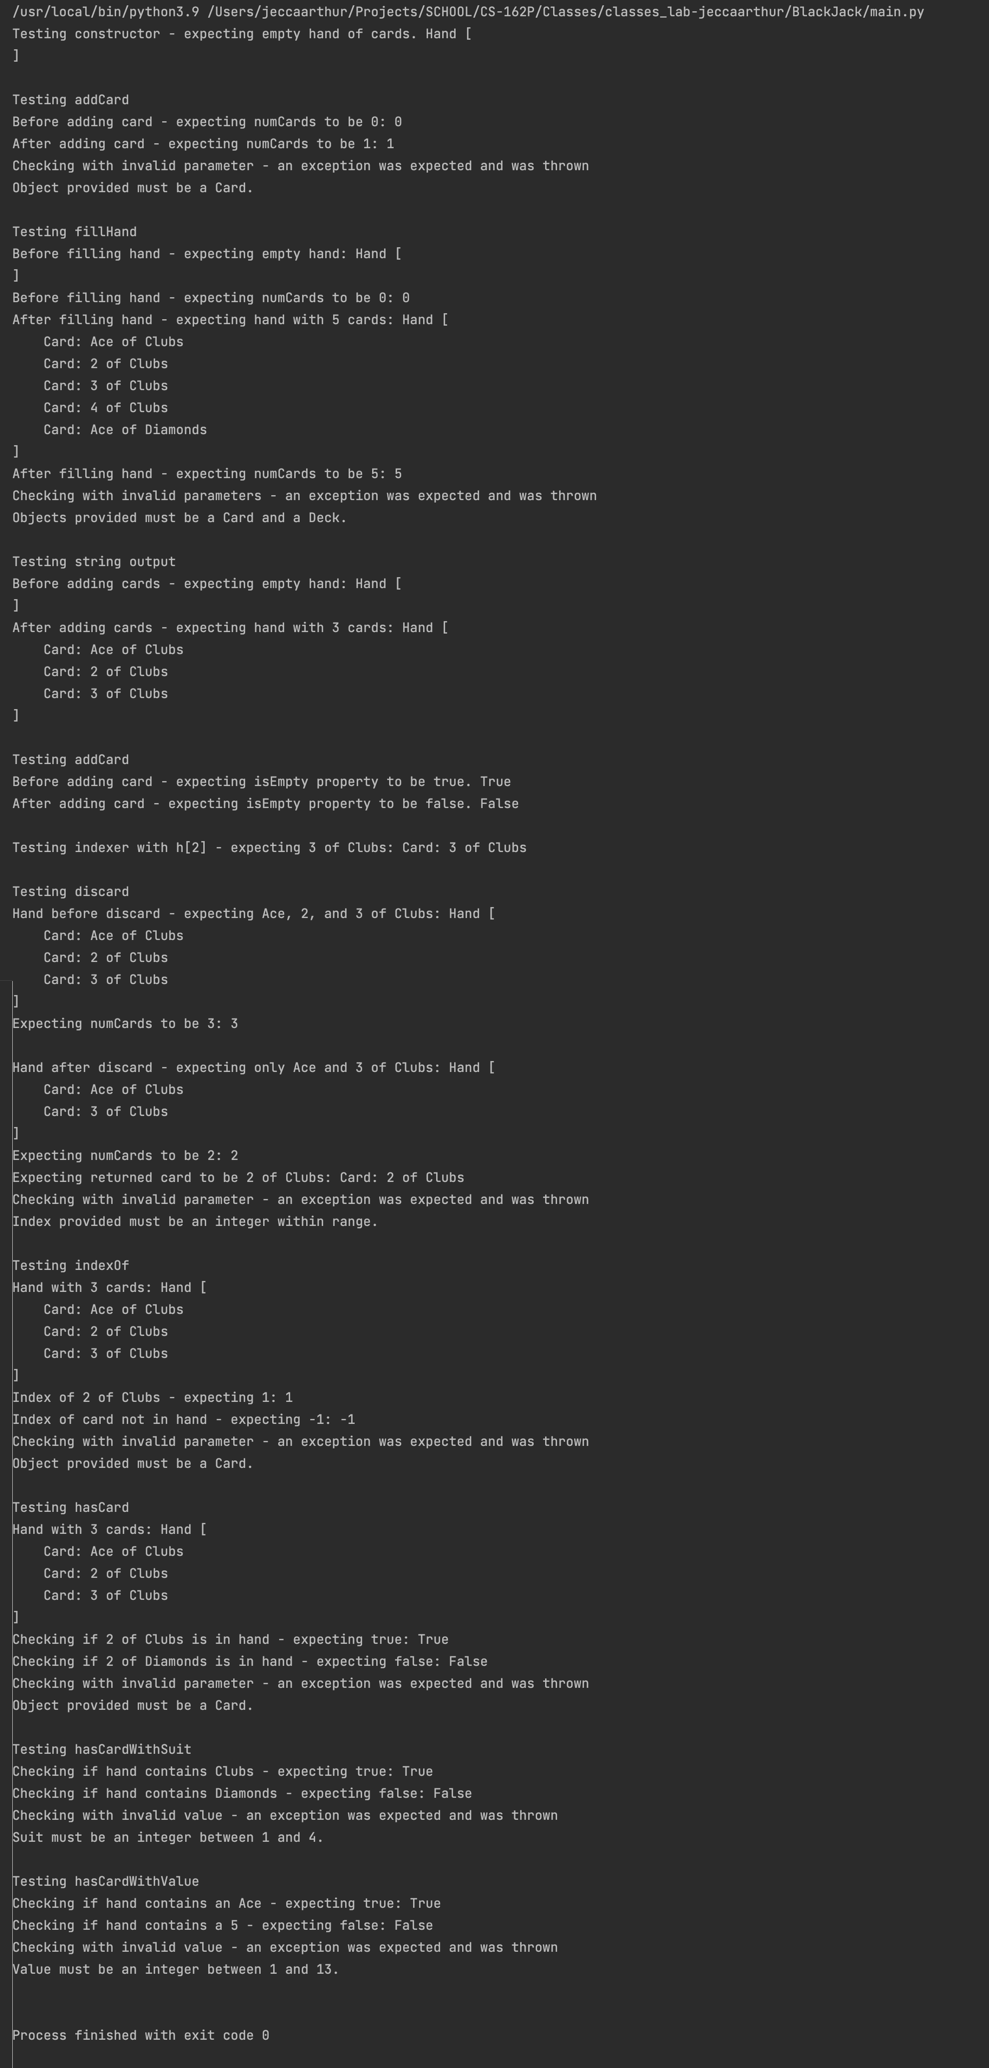 /usr/local/bin/python3.9 /Users/jeccaarthur/Projects/SCHOOL/CS-162P/Classes/classes_lab-jeccaarthur/BlackJack/main.py
Testing constructor - expecting empty hand of cards. Hand [
]

Testing addCard
Before adding card - expecting numCards to be 0: 0
After adding card - expecting numCards to be 1: 1
Checking with invalid parameter - an exception was expected and was thrown
Object provided must be a Card.

Testing fillHand
Before filling hand - expecting empty hand: Hand [
]
Before filling hand - expecting numCards to be 0: 0
After filling hand - expecting hand with 5 cards: Hand [
    Card: Ace of Clubs
    Card: 2 of Clubs
    Card: 3 of Clubs
    Card: 4 of Clubs
    Card: Ace of Diamonds
]
After filling hand - expecting numCards to be 5: 5
Checking with invalid parameters - an exception was expected and was thrown
Objects provided must be a Card and a Deck.

Testing string output
Before adding cards - expecting empty hand: Hand [
]
After adding cards - expecting hand with 3 cards: Hand [
    Card: Ace of Clubs
    Card: 2 of Clubs
    Card: 3 of Clubs
]

Testing addCard
Before adding card - expecting isEmpty property to be true. True
After adding card - expecting isEmpty property to be false. False

Testing indexer with h[2] - expecting 3 of Clubs: Card: 3 of Clubs

Testing discard
Hand before discard - expecting Ace, 2, and 3 of Clubs: Hand [
    Card: Ace of Clubs
    Card: 2 of Clubs
    Card: 3 of Clubs
]
Expecting numCards to be 3: 3

Hand after discard - expecting only Ace and 3 of Clubs: Hand [
    Card: Ace of Clubs
    Card: 3 of Clubs
]
Expecting numCards to be 2: 2
Expecting returned card to be 2 of Clubs: Card: 2 of Clubs
Checking with invalid parameter - an exception was expected and was thrown
Index provided must be an integer within range.

Testing indexOf
Hand with 3 cards: Hand [
    Card: Ace of Clubs
    Card: 2 of Clubs
    Card: 3 of Clubs
]
Index of 2 of Clubs - expecting 1: 1
Index of card not in hand - expecting -1: -1
Checking with invalid parameter - an exception was expected and was thrown
Object provided must be a Card.

Testing hasCard
Hand with 3 cards: Hand [
    Card: Ace of Clubs
    Card: 2 of Clubs
    Card: 3 of Clubs
]
Checking if 2 of Clubs is in hand - expecting true: True
Checking if 2 of Diamonds is in hand - expecting false: False
Checking with invalid parameter - an exception was expected and was thrown
Object provided must be a Card.

Testing hasCardWithSuit
Checking if hand contains Clubs - expecting true: True
Checking if hand contains Diamonds - expecting false: False
Checking with invalid value - an exception was expected and was thrown
Suit must be an integer between 1 and 4.

Testing hasCardWithValue
Checking if hand contains an Ace - expecting true: True
Checking if hand contains a 5 - expecting false: False
Checking with invalid value - an exception was expected and was thrown
Value must be an integer between 1 and 13.


Process finished with exit code 0